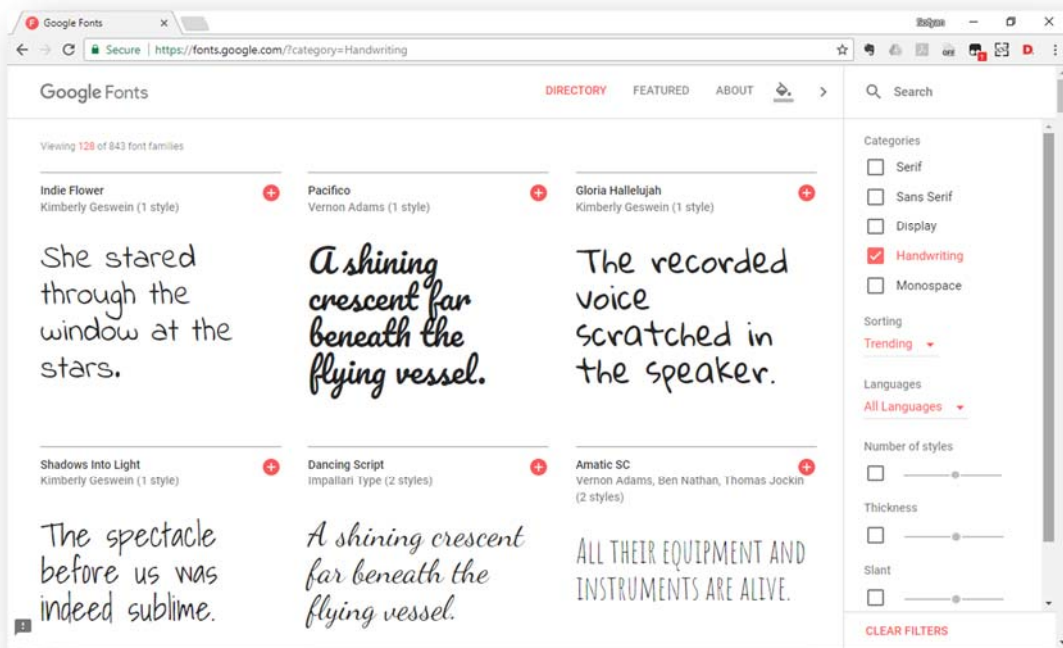 Google Fonts
Secure | https://fonts.google.com/?category=Handwriting
OFF
1
D
Google Fonts
DIRECTORY
FEATURED
ABOUT
Search
Viewing 128 of 843 font families
Indie Flower
Kimberly Geswein (1 style)
She stared
through the
window at the
stars.
Pacifico
Vernon Adams (1 style)
A shining
crescent far
beneath the
flying vessel.
Gloria Hallelujah
Kimberly Geswein (1 style)
The recorded
voice
scratched in
the speaker.
Shadows Into Light
Kimberly Geswein (1 style)
The spectacle
before us was
indeed sublime.
Dancing Script
Impallari Type (2 styles)
A shining crescent
far beneath the
flying vessel.
Amatic SC
Vernon Adams, Ben Nathan, Thomas Jockin
(2 styles)
ALL THEIR EQUIPMENT AND
INSTRUMENTS ARE ALIVE.
Categories
Serif
Sans Serif
Display
Handwriting
Monospace
Sorting
Trending
Languages
All Languages
Number of styles
Thickness
Slant
CLEAR FILTERS